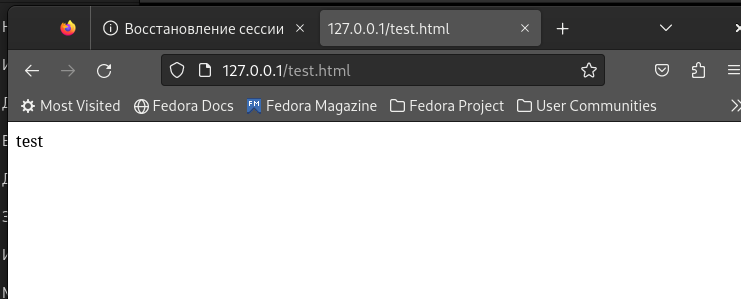 Восстановление сессии
127.0.0.1/test.html
127.0.0.1/test.html
Most Visited Fedora Docs FM Fedora Magazine Fedora Project User Communities
test